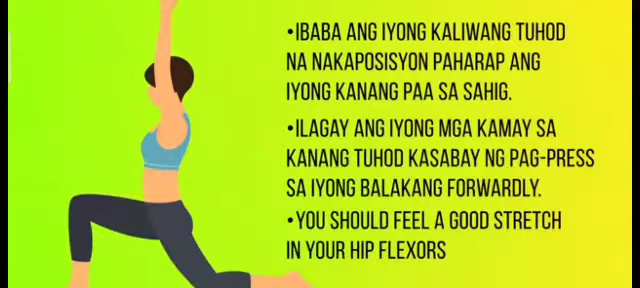 •IBABA ANG IYONG KALIWANG TUHOD
NA NAKAPOSISYON PAHARAP ANG
IYONG KANANG PAA SA SAHIG.
•ILAGAY ANG IYONG MGA KAMAY SA
KANANG TUHOD KASABAY NG PAG-PRESS
SA IYONG BALAKANG FORWARDLY.
•YOU SHOULD FEEL A GOOD STRETCH
IN YOUR HIP FLEXORS